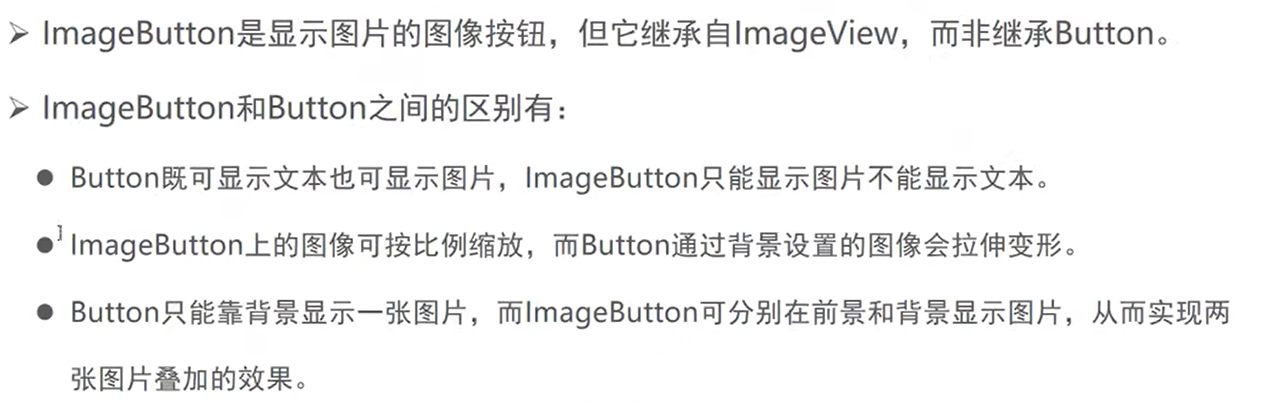 ➢ ImageButton是显示图片的图像按钮，但它继承自ImageView，而非继承Button。
➢ ImageButton和Button之间的区别有：
● Button既可显示文本也可显示图片，ImageButton只能显示图片不能显示文本。
● ImageButton上的图像可按比例缩放，而Button通过背景设置的图像会拉伸变形。
● Button只能靠背景显示一张图片，而ImageButton可分别在前景和背景显示图片，从而实现两
张图片叠加的效果。